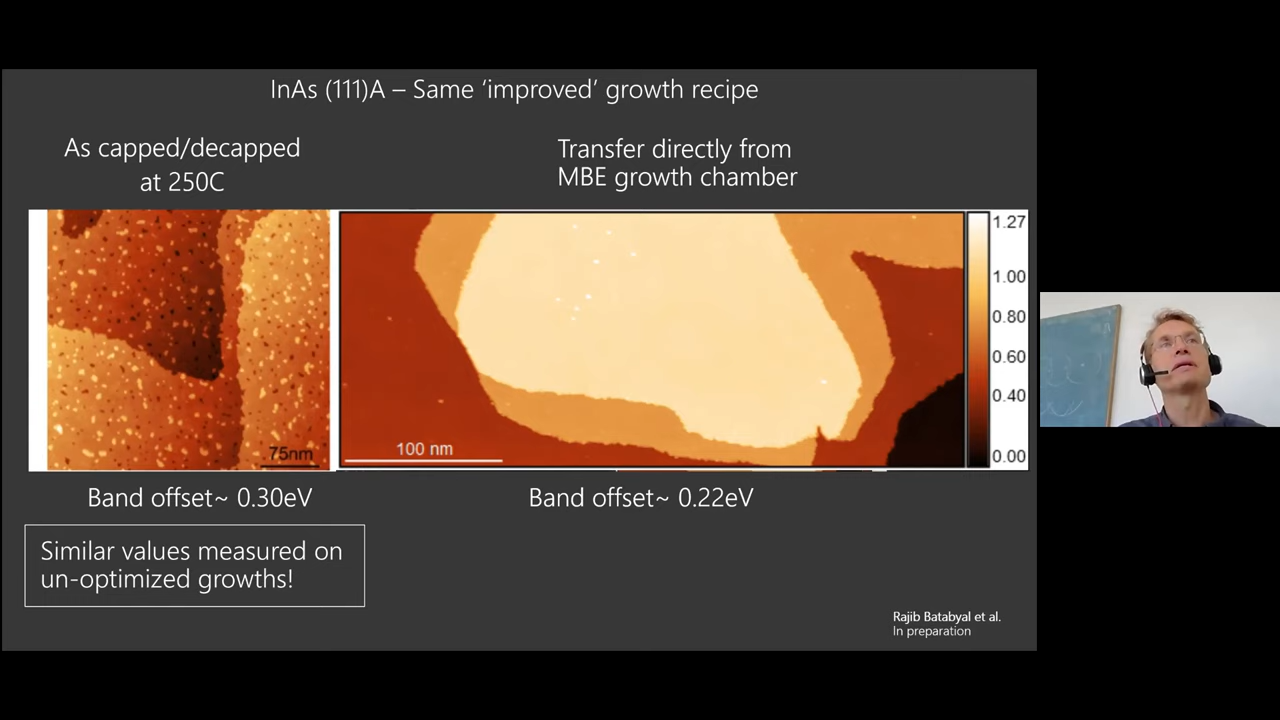 InAs (111)A – Same ‘improved’ growth recipe
As capped/decapped
at 250C
Transfer directly from
MBE growth chamber
75nm
100 nm
1.27
1.00
0.80
0.60
0.40
0.00
Band offset~ 0.30eV
Band offset~ 0.22eV
Similar values measured on
un-optimized growths!
Rajib Batabyal et al.
In preparation